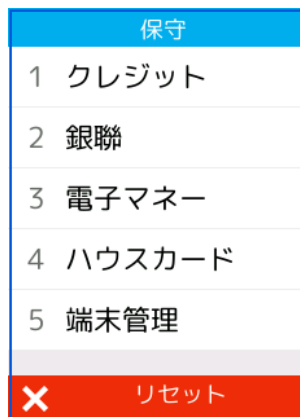 保守
1 クレジット
2 銀聯
3 電子マネー
4 ハウスカード
5 端末管理
リセット